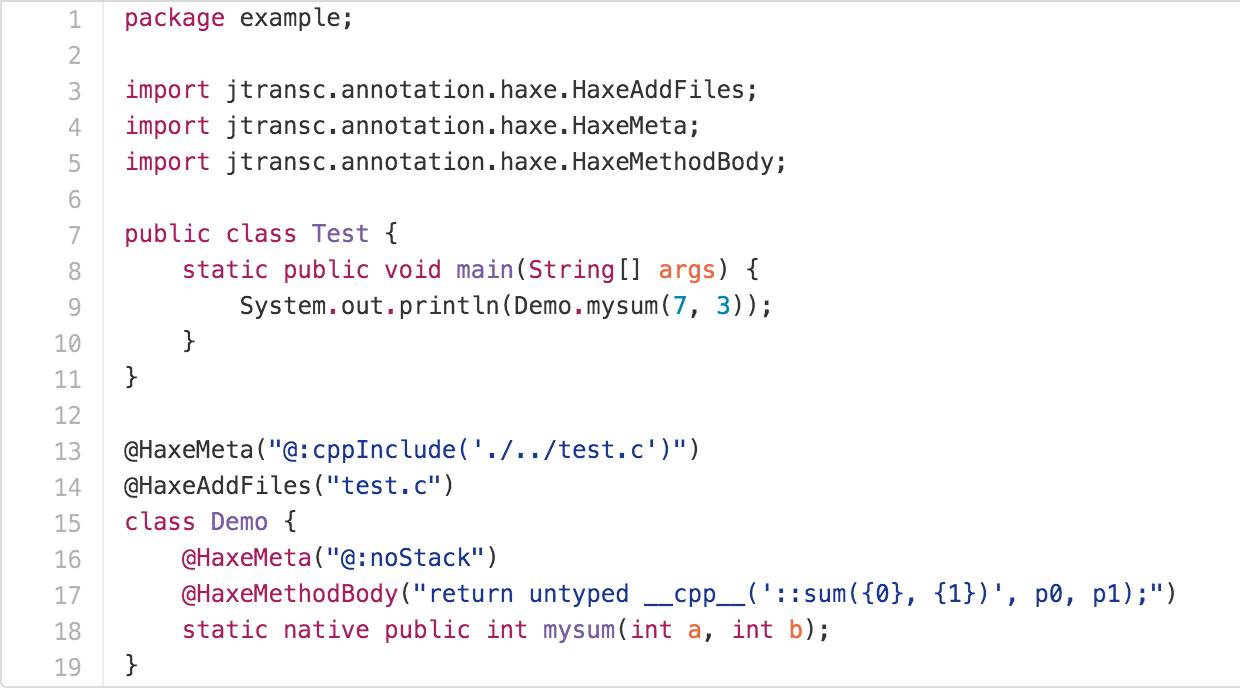 1 package example;
2
3 import jtransc.annotation.haxe.HaxeAddFiles;
4 import jtransc.annotation.haxe.HaxeMeta;
5 import jtransc.annotation.haxe.HaxeMethodBody;
6
7 public class Test {
8     static public void main(String[] args) {
9         System.out.println(Demo.mysum(7, 3));
10     }
11 }
12
13 @HaxeMeta("@:cppInclude('./../test.c')")
14 @HaxeAddFiles("test.c")
15 class Demo {
16     @HaxeMeta("@:noStack")
17     @HaxeMethodBody("return untyped __cpp__('::sum({0}, {1})', p0, p1);")
18     static native public int mysum(int a, int b);
19 }